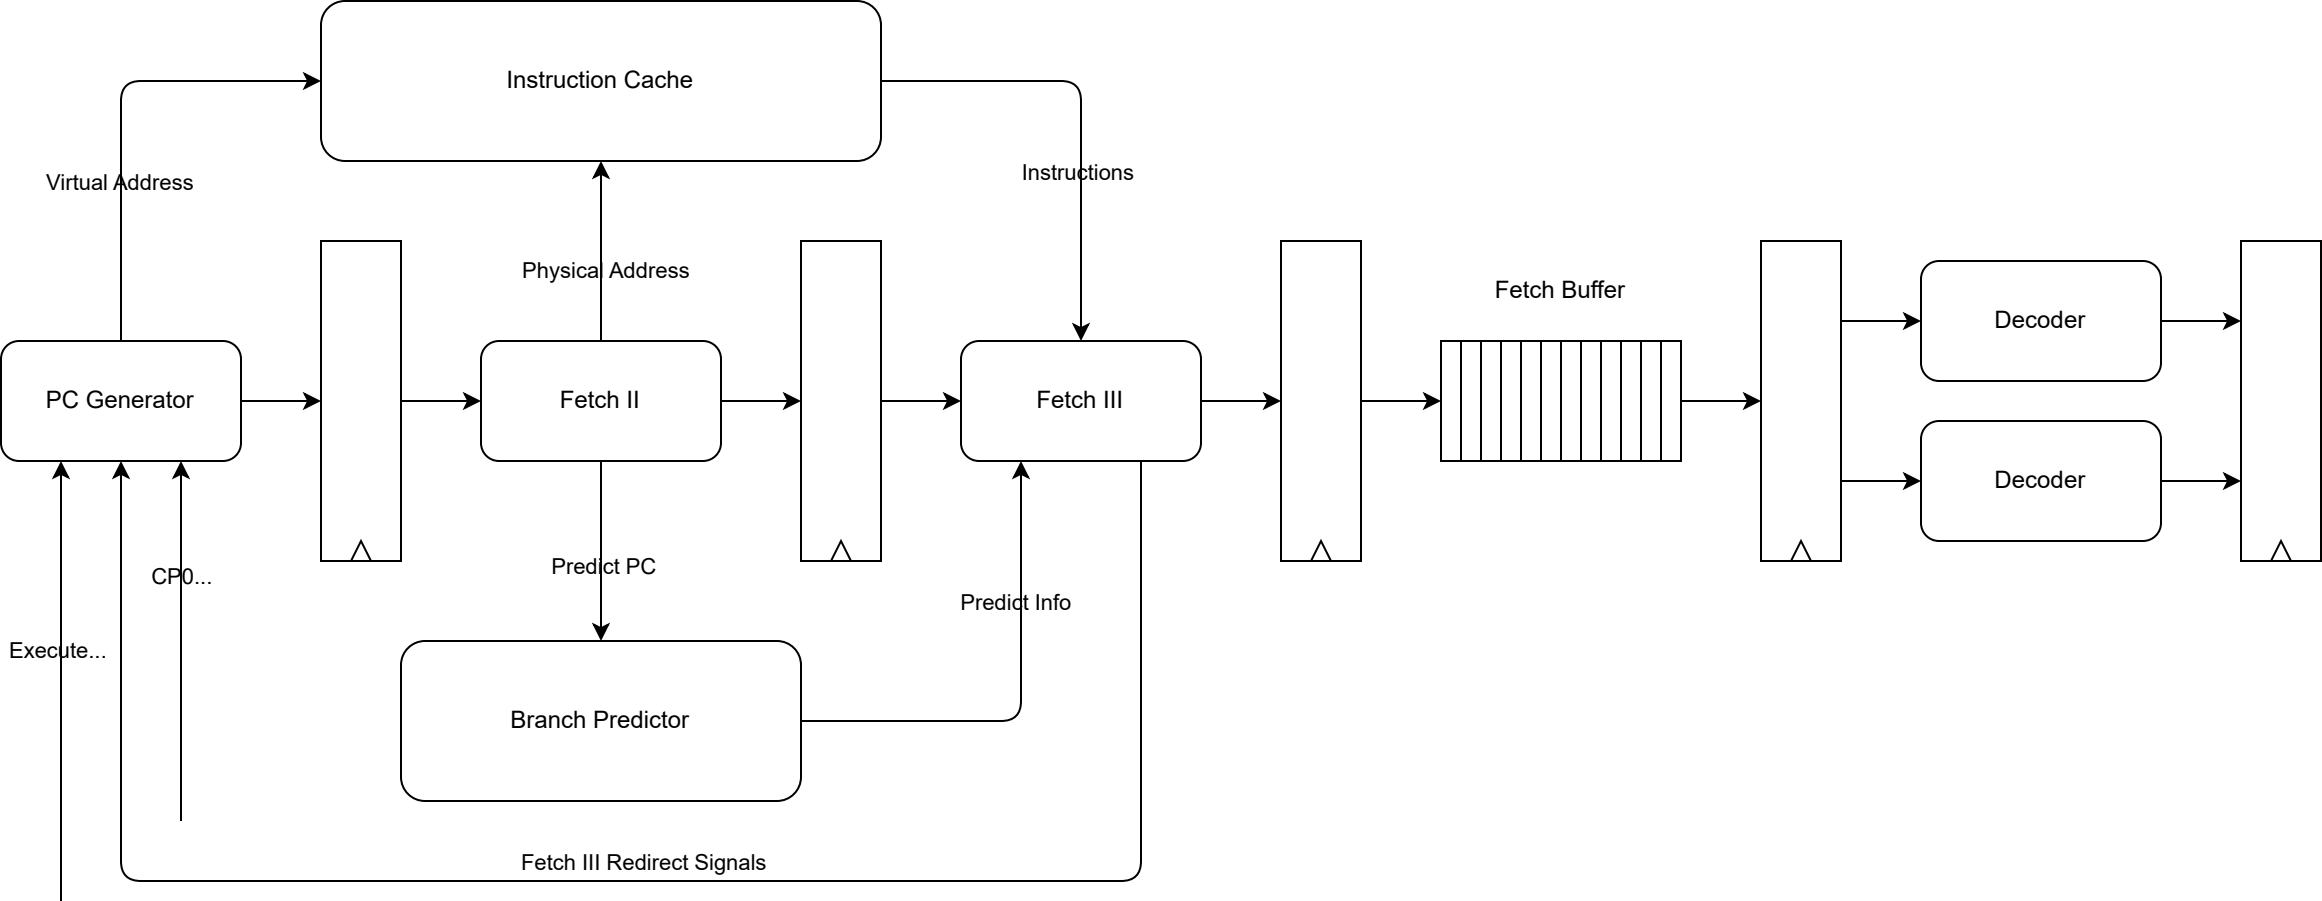 Instruction Cache
Virtual Address
Instructions
Physical Address
Fetch Buffer
Decoder
PC Generator
Fetch II
Fetch III
Decoder
CP0...
Predict PC
Predict Info
Execute...
Branch Predictor
Fetch III Redirect Signals